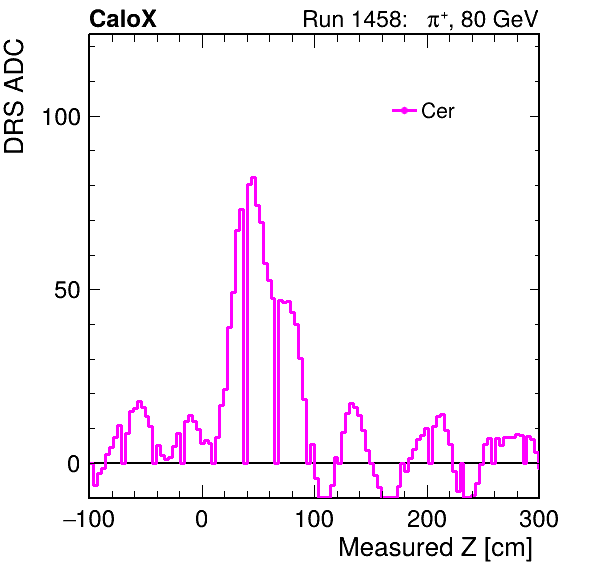 CaloX Run 1458: π⁺, 80 GeV
DRS ADC
Cer
100
50
0
−100 0 100 200 300
Measured Z [cm]